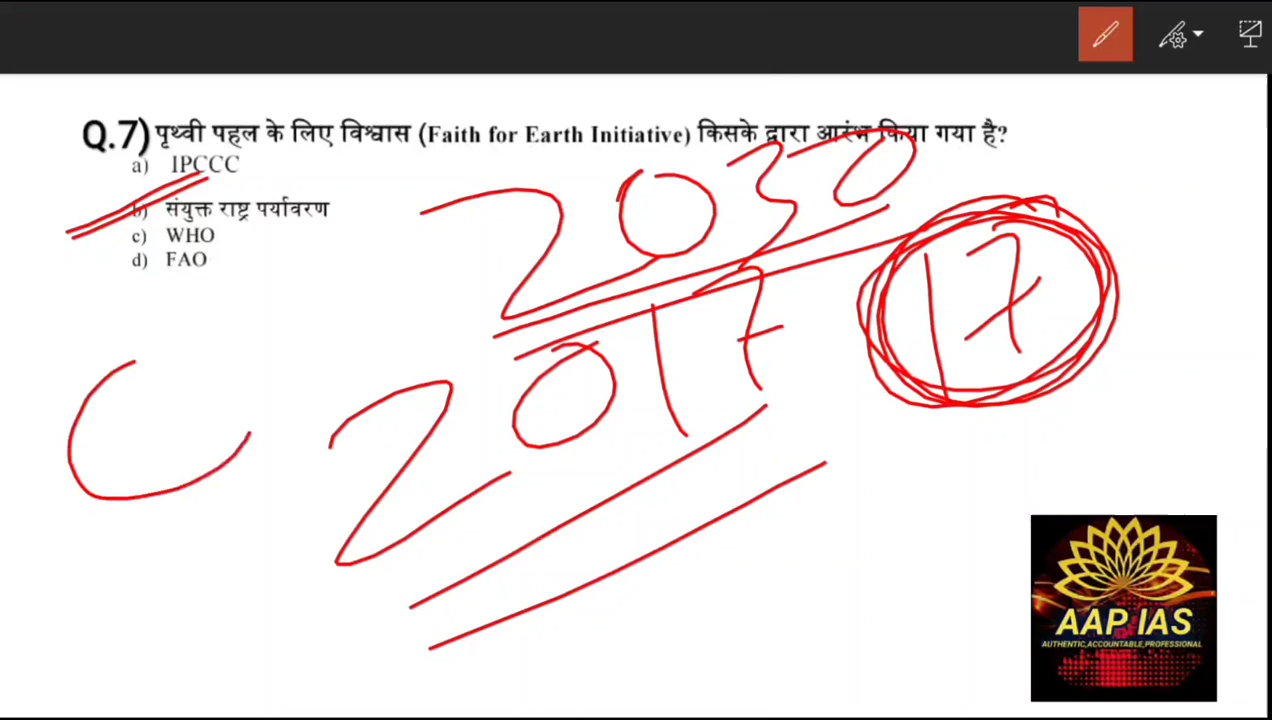 Q.7) पृथ्वी पहल के लिए विश्वास (Faith for Earth Initiative) किसके द्वारा आरंभ किया गया है?
a) IPCCC
b) संयुक्त राष्ट्र पर्यावरण
c) WHO
d) FAO
2030
17
2017
AAP IAS
AUTHENTIC,ACCOUNTABLE,PROFESSIONAL